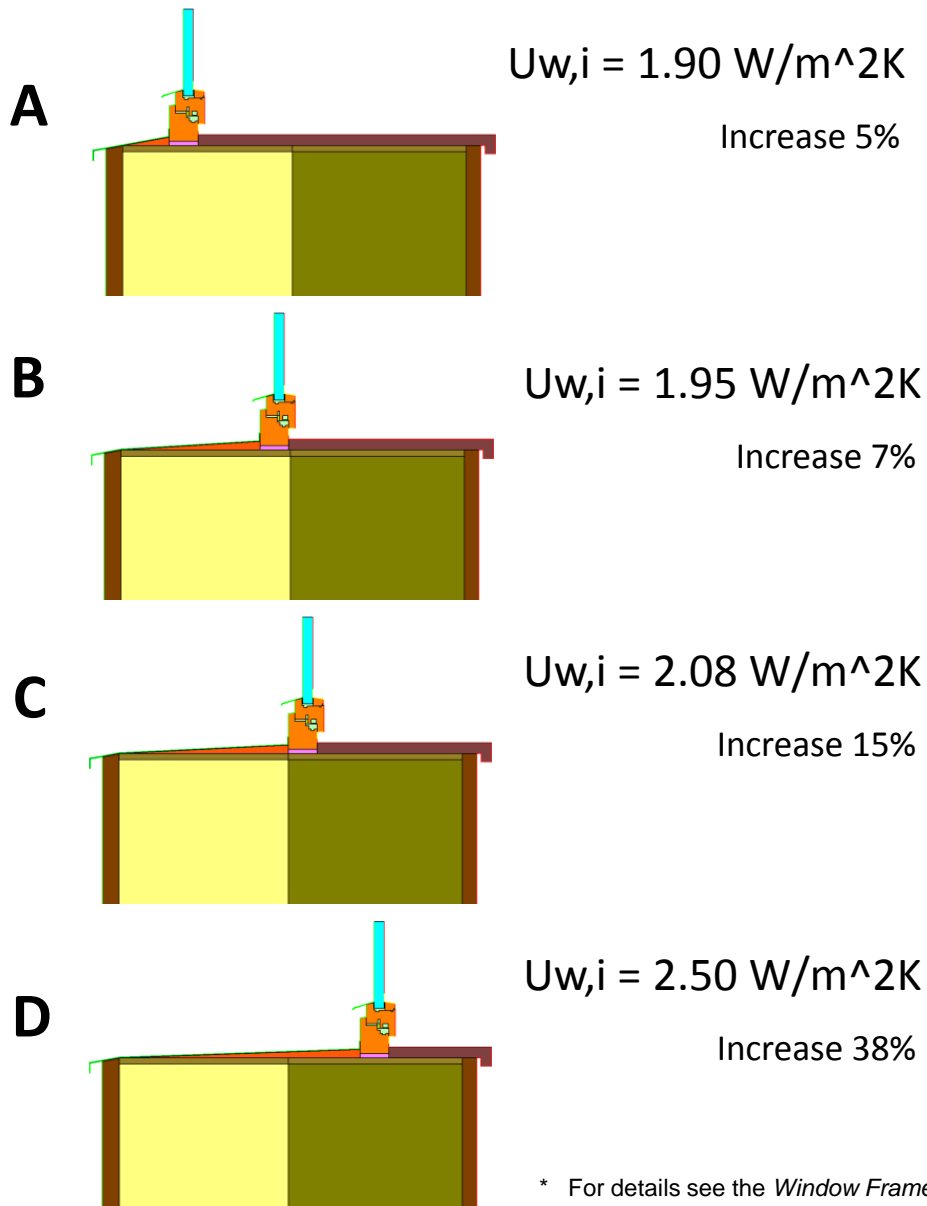 A
Uw,i = 1.90 W/m^2K
Increase 5%
B
Uw,i = 1.95 W/m^2K
Increase 7%
C
Uw,i = 2.08 W/m^2K
Increase 15%
D
Uw,i = 2.50 W/m^2K
Increase 38%
* For details see the Window Frame